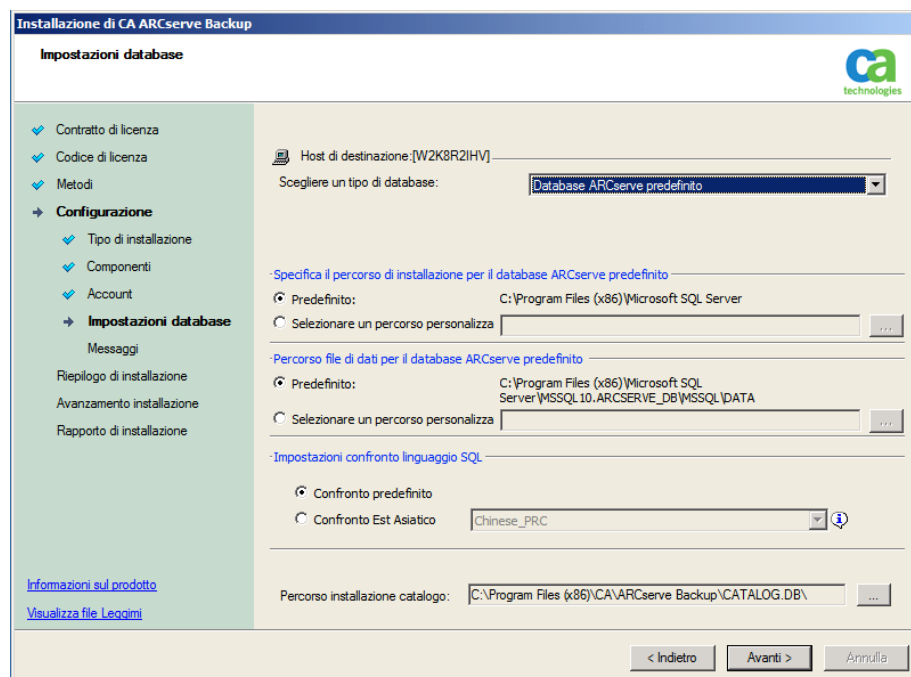 Installazione di CA ARCserve Backup
Impostazioni database
ca
technologies
Contratto di licenza
Codice di licenza
Metodi
Configurazione
Tipo di installazione
Componenti
Account
Impostazioni database
Messaggi
Riepilogo di installazione
Avanzamento installazione
Rapporto di installazione
Informazioni sul prodotto
Visualizza file Leggimi
Host di destinazione:[W2K8R2IHV]
Scegliere un tipo di database:
Database ARCserve predefinito
Specifica il percorso di installazione per il database ARCserve predefinito
Predefinito:
C:\Program Files (x86)\Microsoft SQL Server
Selezionare un percorso personalizza
...
Percorso file di dati per il database ARCserve predefinito
Predefinito:
C:\Program Files (x86)\Microsoft SQL
Server\MSSQL10.ARCSERVE_DB\MSSQL\DATA
Selezionare un percorso personalizza
...
Impostazioni confronto linguaggio SQL
Confronto predefinito
Confronto Est Asiatico
Chinese_PRC
Percorso installazione catalogo:
C:\Program Files (x86)\CA\ARCserve Backup\CATALOG.DB\
...
< Indietro
Avanti >
Annulla